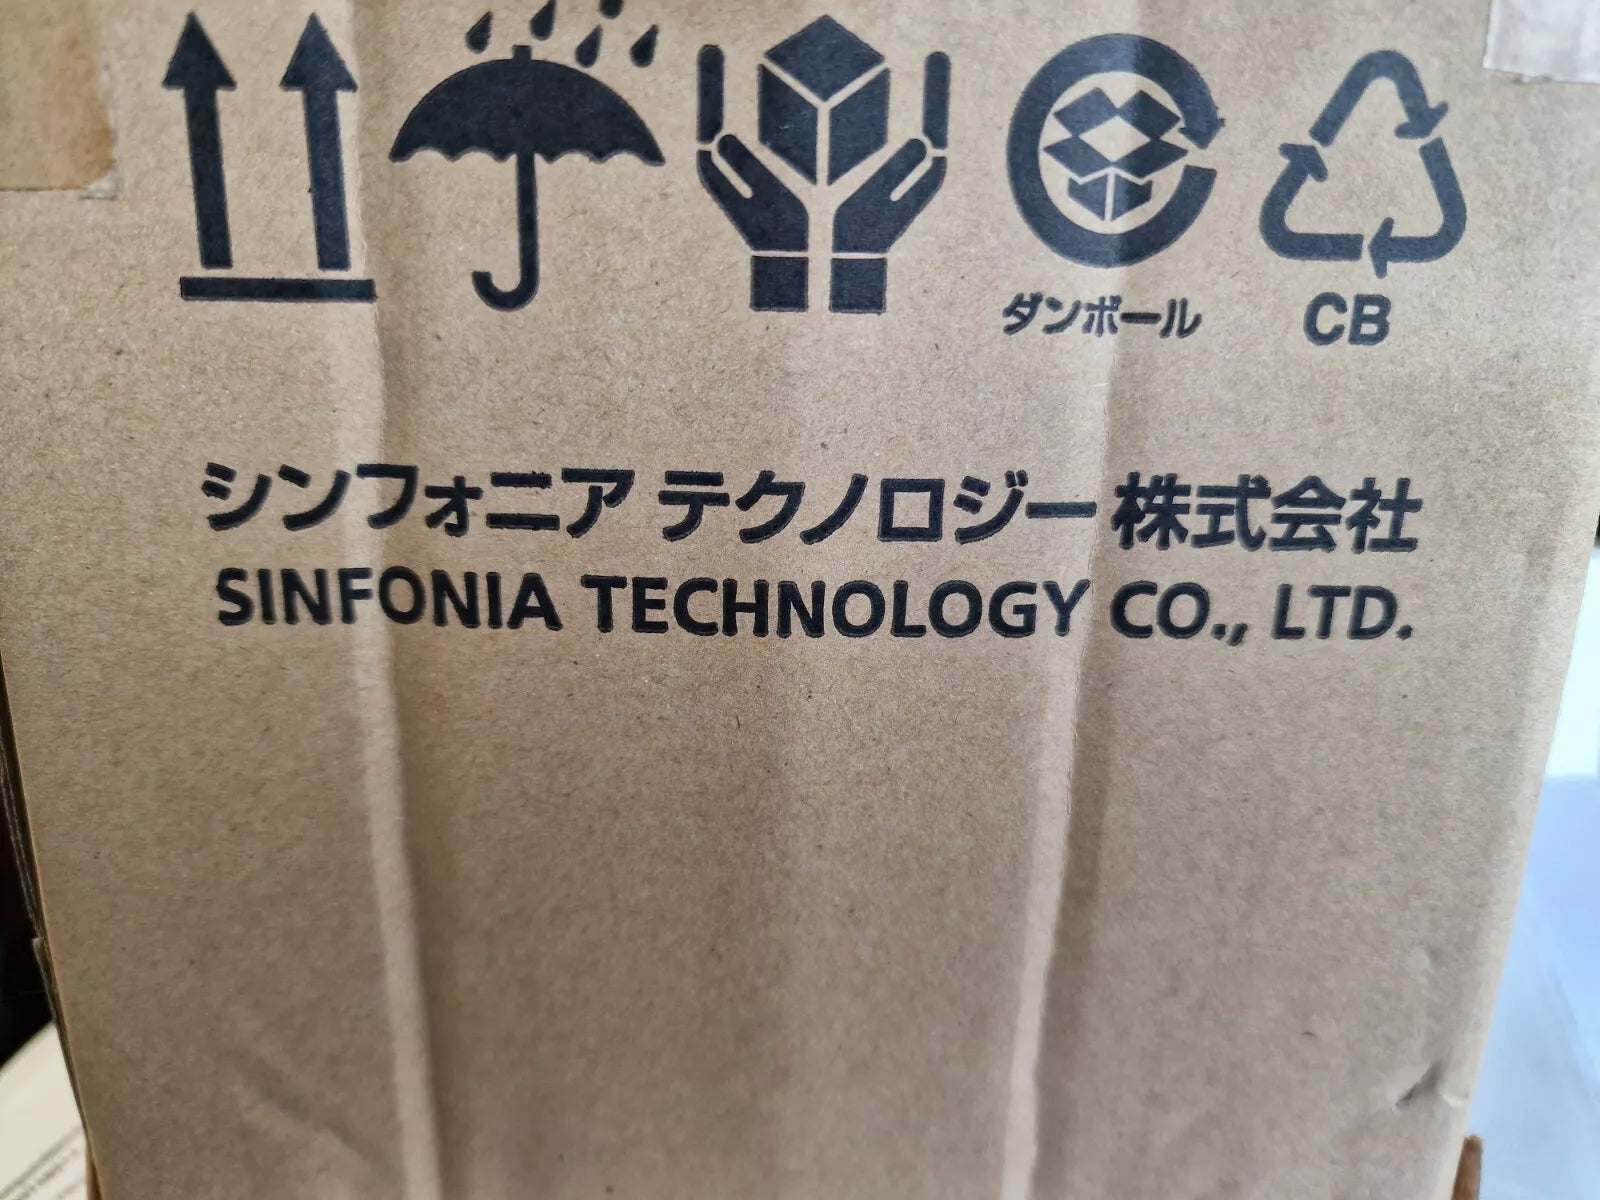 ダンボール CB
シンフォニア テクノロジー 株式会社
SINFONIA TECHNOLOGY CO., LTD.